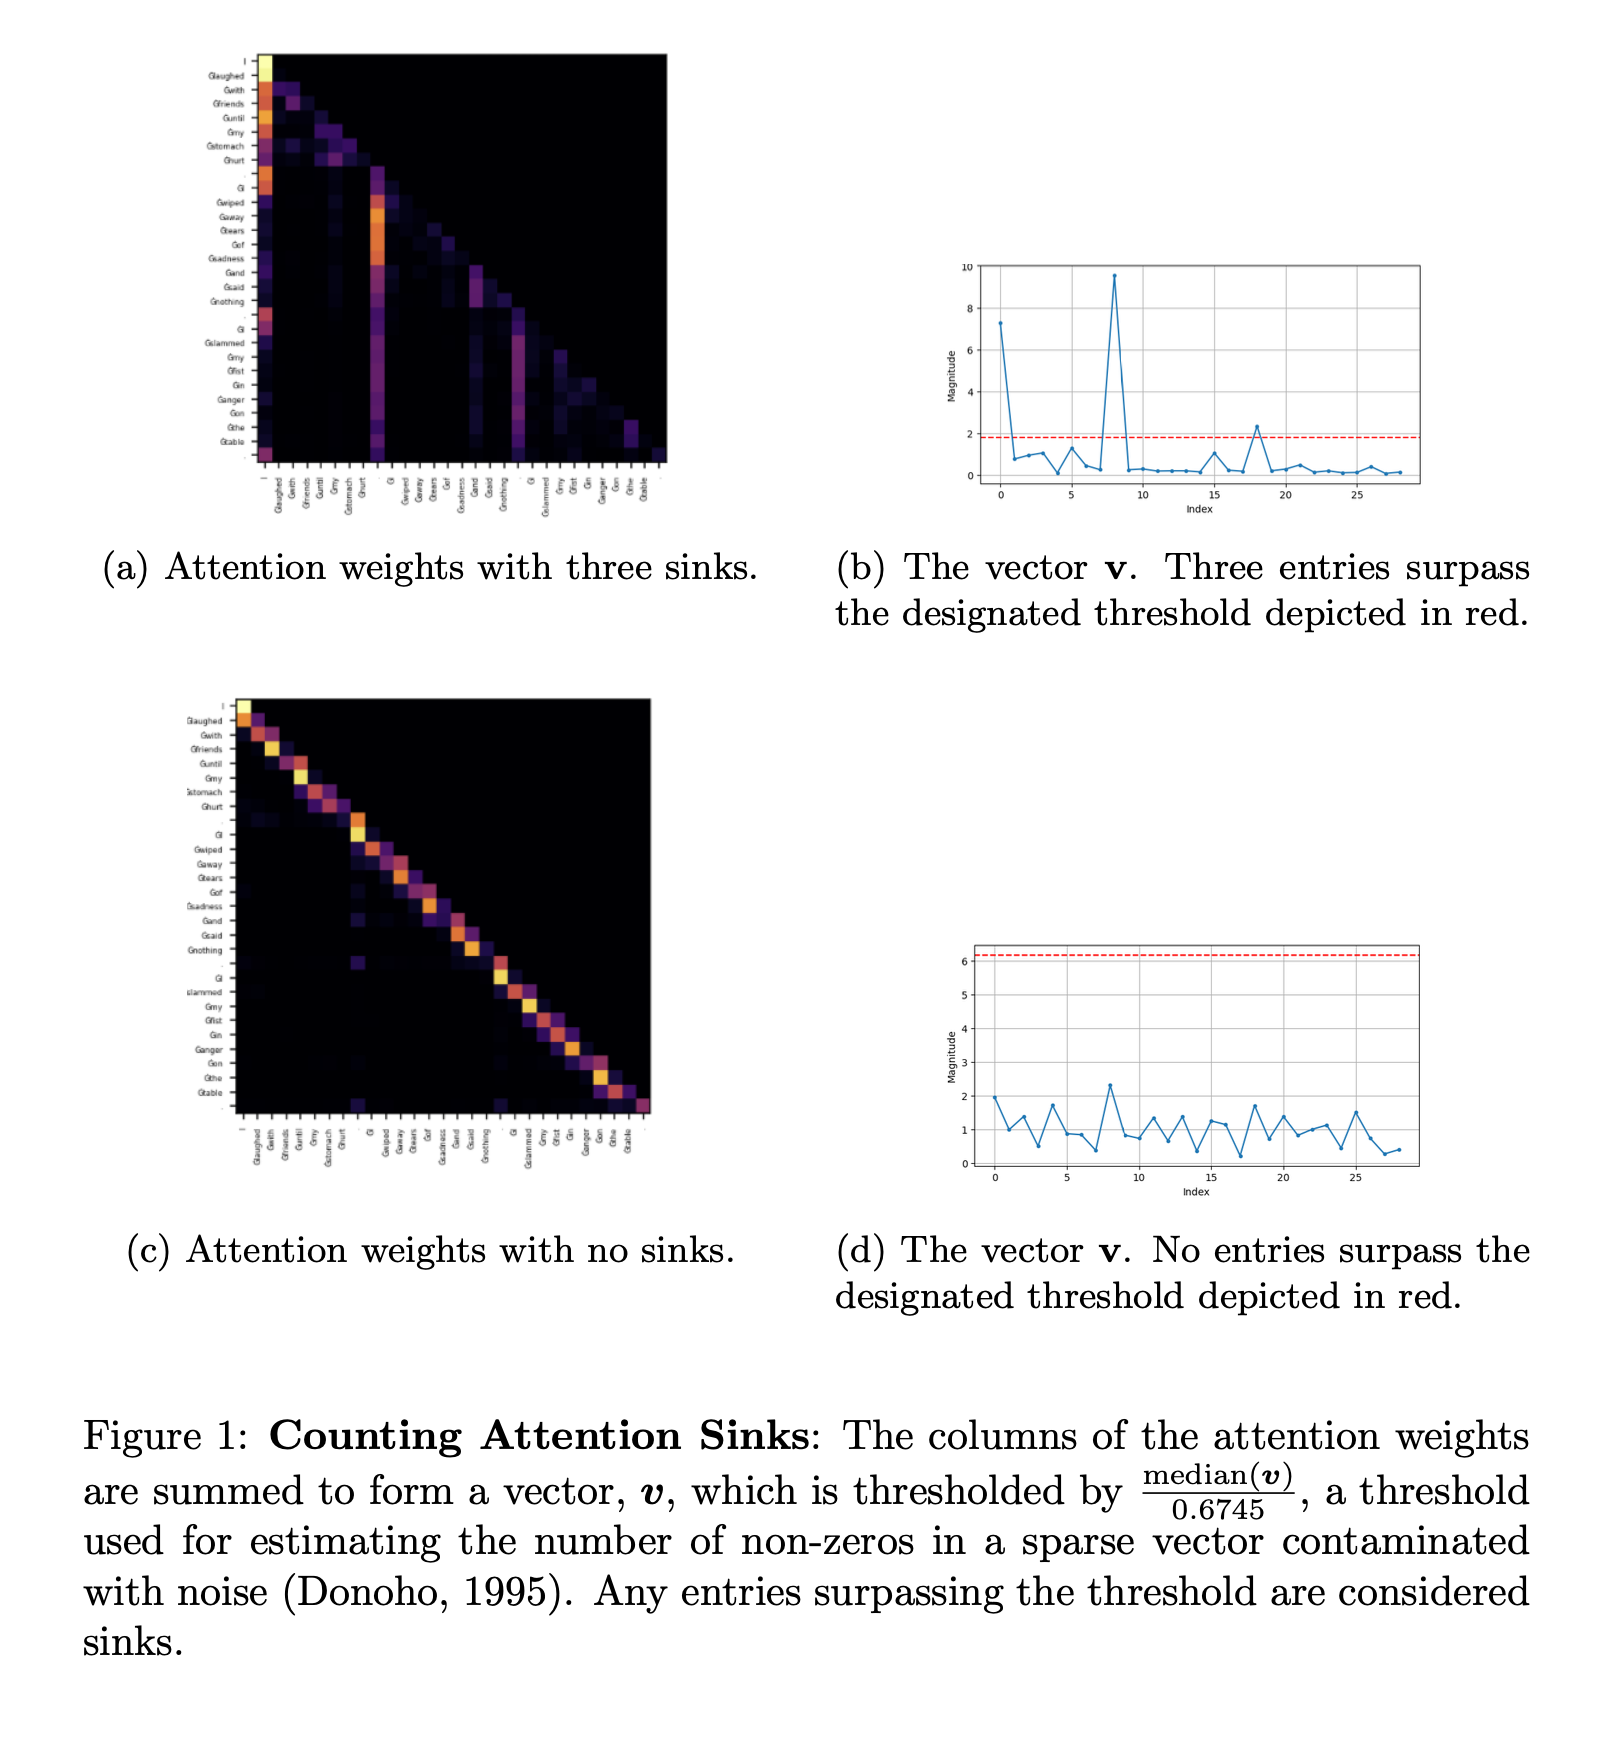 I
Glaughed
Gwith
Gfriends
Guntil
Gmy
Gstomach
Ghurt
.
GI
Gwiped
Gaway
Gtears
Gof
Gsadness
Gand
Gsaid
Gnothing
.
GI
Gslammed
Gmy
Gfist
Gin
Ganger
Gon
Gthe
Gtable
.
I Glaughed Gwith Gfriends Guntil Gmy Gstomach Ghurt . GI Gwiped Gaway Gtears Gof Gsadness Gand Gsaid Gnothing . GI Gslammed Gmy Gfist Gin Ganger Gon Gthe Gtable .
10
8
6
4
2
0
Magnitude
0 5 10 15 20 25
Index
(a) Attention weights with three sinks.
(b) The vector v. Three entries surpass
the designated threshold depicted in red.
I
Glaughed
Gwith
Gfriends
Guntil
Gmy
stomach
Ghurt
.
GI
Gwiped
Gaway
Gtears
Gof
sadness
Gand
Gsaid
Gnothing
.
GI
slammed
Gmy
Gfist
Gin
Ganger
Gon
Gthe
Gtable
.
I Glaughed Gwith Gfriends Guntil Gmy Gstomach Ghurt . GI Gwiped Gaway Gtears Gof Gsadness Gand Gsaid Gnothing . GI Gslammed Gmy Gfist Gin Ganger Gon Gthe Gtable .
6
5
4
3
2
1
0
Magnitude
0 5 10 15 20 25
Index
(c) Attention weights with no sinks.
(d) The vector v. No entries surpass the
designated threshold depicted in red.
Figure 1: Counting Attention Sinks: The columns of the attention weights
are summed to form a vector, v, which is thresholded by median(v)/0.6745, a threshold
used for estimating the number of non-zeros in a sparse vector contaminated
with noise (Donoho, 1995). Any entries surpassing the threshold are considered
sinks.